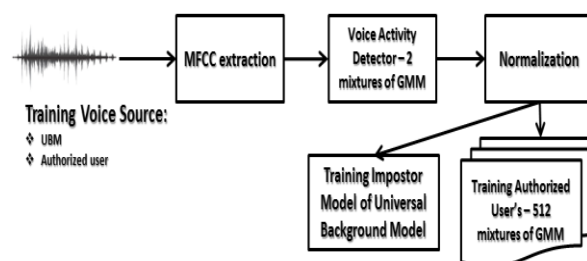 MFCC extraction
Voice Activity
Detector – 2
mixtures of GMM
Normalization
Training Voice Source:
❖ UBM
❖ Authorized user
Training Impostor
Model of Universal
Background Model
Training Authorized
User's – 512
mixtures of GMM